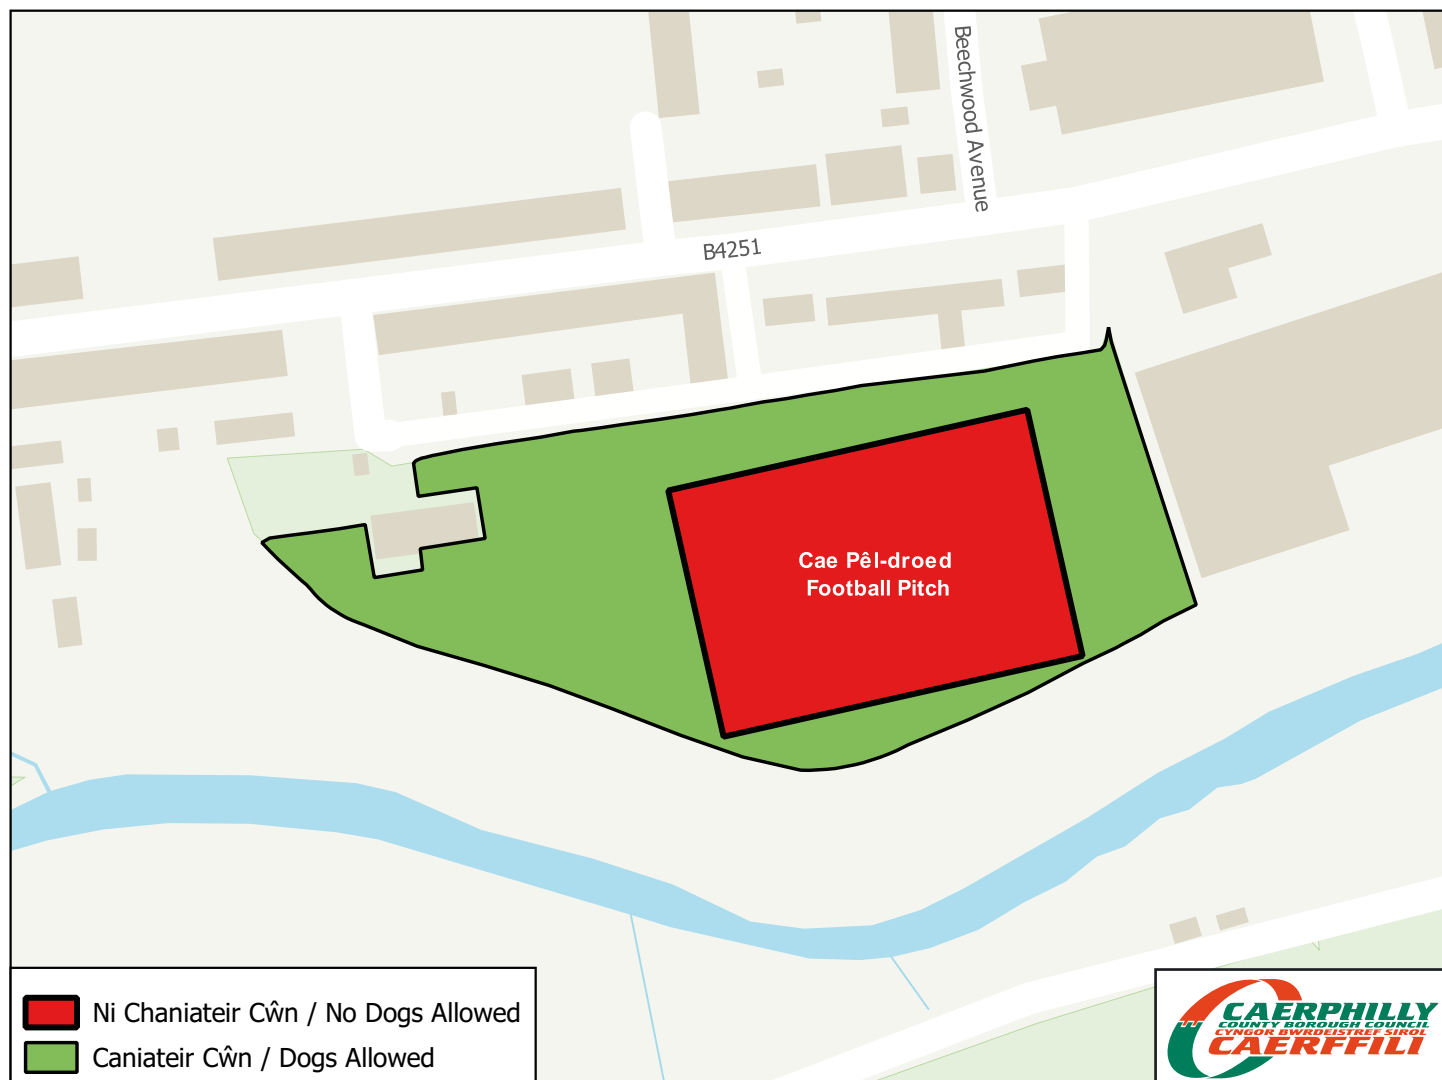 Beechwood Avenue
B4251
Cae Pêl-droed
Football Pitch
Ni Chaniateir Cŵn / No Dogs Allowed
Caniateir Cŵn / Dogs Allowed
CAERPHILLY
COUNTY BOROUGH COUNCIL
CYNGOR BWRDEISTREF SIROL
CAERFFILI